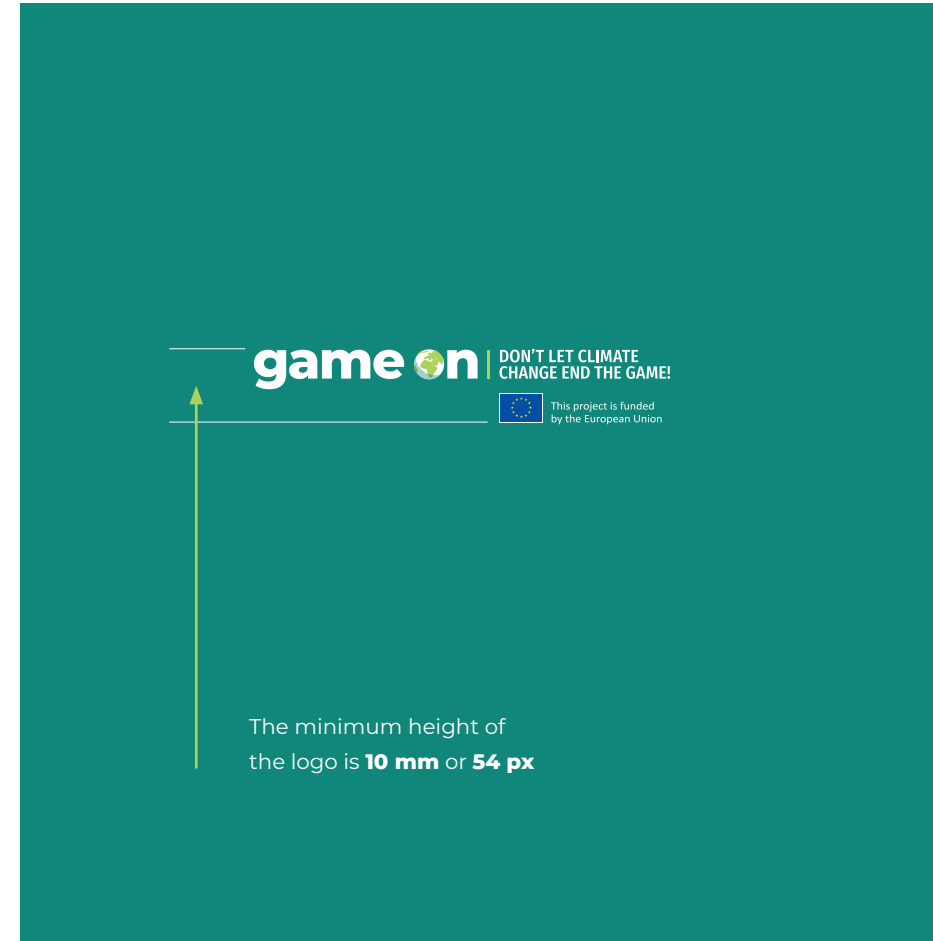 game on
DON'T LET CLIMATE
CHANGE END THE GAME!
This project is funded
by the European Union
The minimum height of
the logo is 10 mm or 54 px